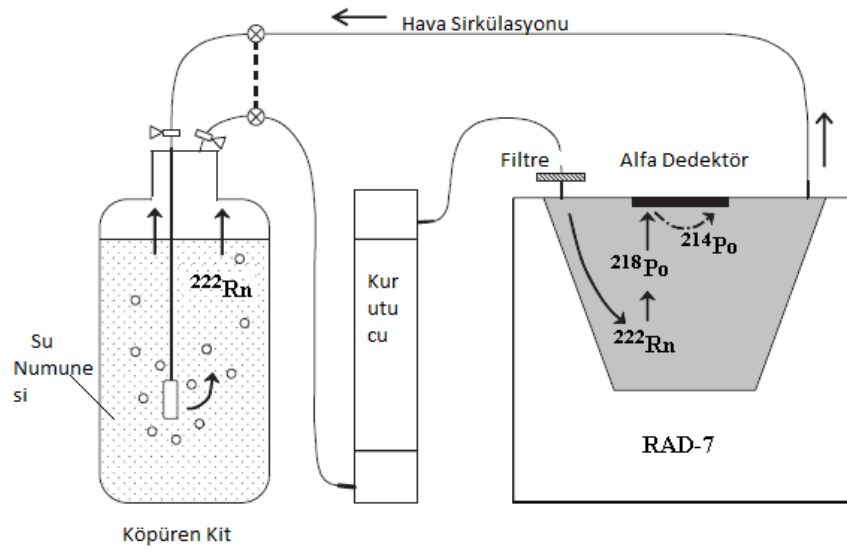 Hava Sirkülasyonu
Filtre
Alfa Dedektör
²¹⁴Po
²¹⁸Po
²²²Rn
²²²Rn
Su
Numune
si
Kur
utu
cu
RAD-7
Köpüren Kit